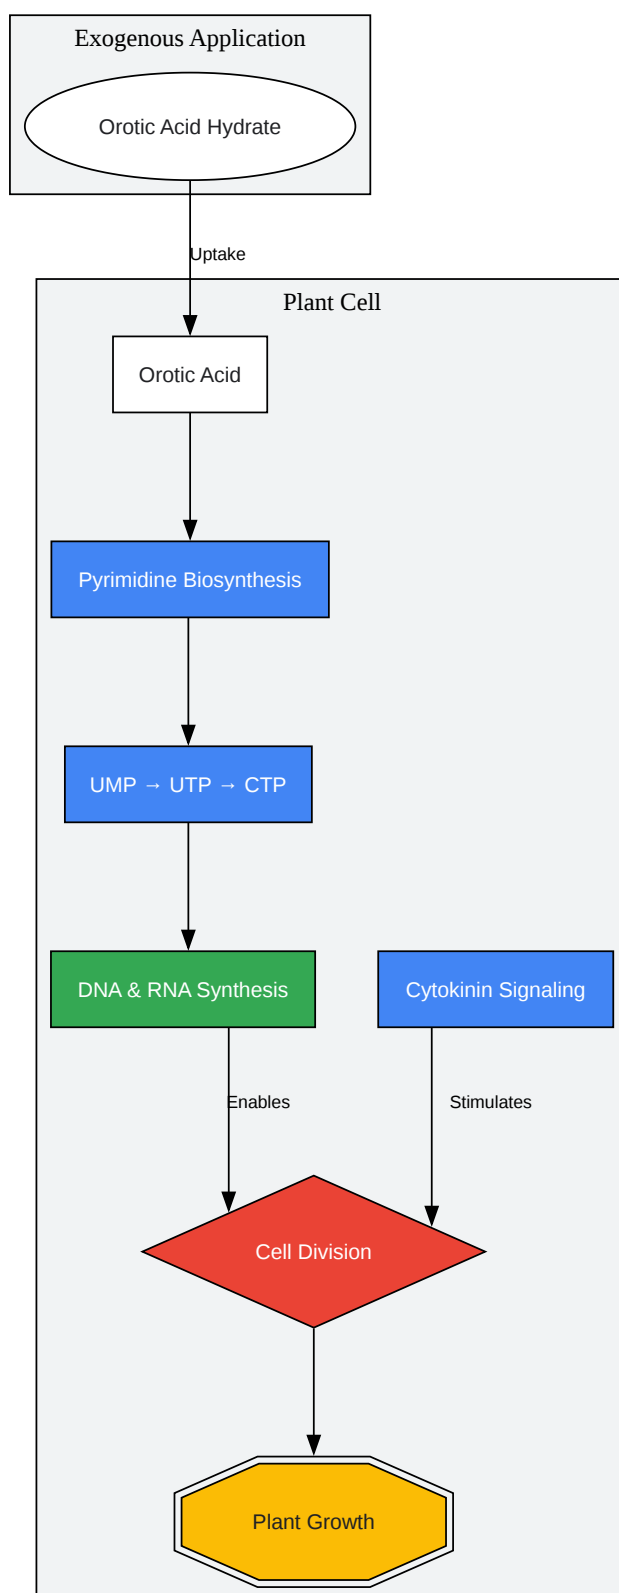 Exogenous Application
Orotic Acid Hydrate
Uptake
Plant Cell
Orotic Acid
Pyrimidine Biosynthesis
UMP → UTP → CTP
DNA & RNA Synthesis
Cytokinin Signaling
Enables
Stimulates
Cell Division
Plant Growth